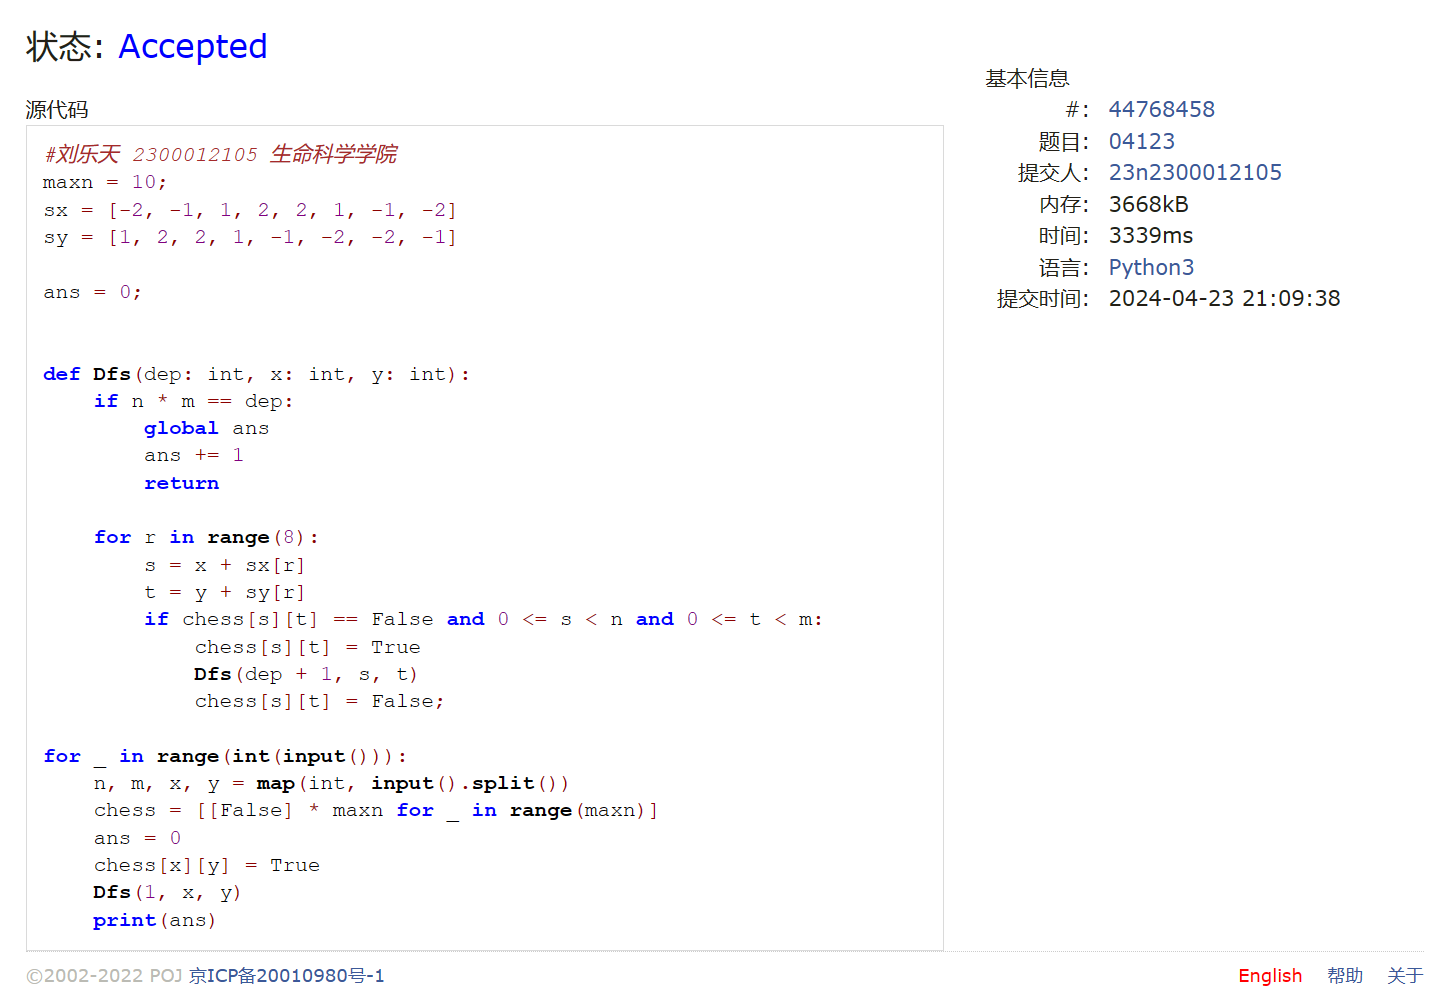 状态: Accepted
源代码
#刘乐天 2300012105 生命科学学院
maxn = 10;
sx = [-2, -1, 1, 2, 2, 1, -1, -2]
sy = [1, 2, 2, 1, -1, -2, -2, -1]
ans = 0;
def Dfs(dep: int, x: int, y: int):
    if n * m == dep:
        global ans
        ans += 1
        return
    for r in range(8):
        s = x + sx[r]
        t = y + sy[r]
        if chess[s][t] == False and 0 <= s < n and 0 <= t < m:
            chess[s][t] = True
            Dfs(dep + 1, s, t)
            chess[s][t] = False;
for _ in range(int(input())):
    n, m, x, y = map(int, input().split())
    chess = [[False] * maxn for _ in range(maxn)]
    ans = 0
    chess[x][y] = True
    Dfs(1, x, y)
    print(ans)
基本信息
#: 44768458
题目: 04123
提交人: 23n2300012105
内存: 3668kB
时间: 3339ms
语言: Python3
提交时间: 2024-04-23 21:09:38
©2002-2022 POJ 京ICP备20010980号-1
English 帮助 关于